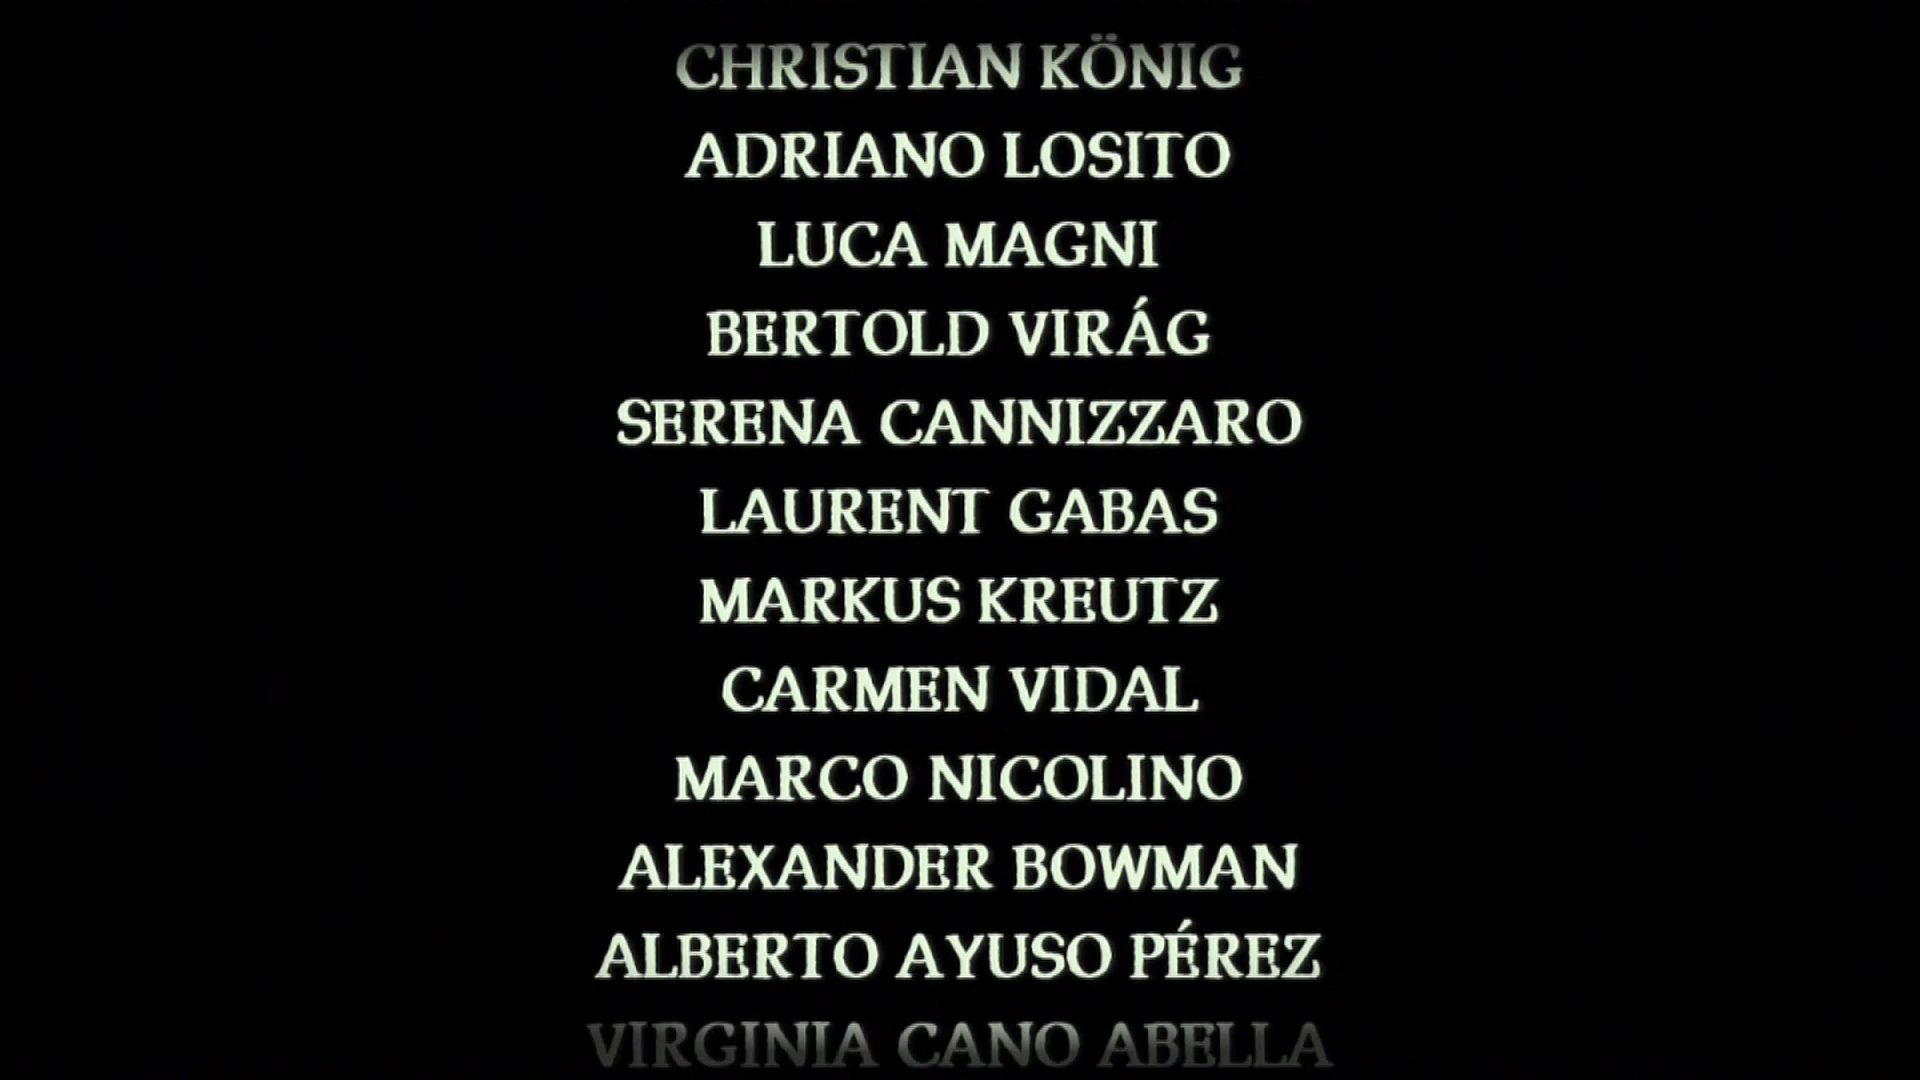 CHRISTIAN KÖNIG
ADRIANO LOSITO
LUCA MAGNI
BERTOLD VIRÁG
SERENA CANNIZZARO
LAURENT GABAS
MARKUS KREUTZ
CARMEN VIDAL
MARCO NICOLINO
ALEXANDER BOWMAN
ALBERTO AYUSO PÉREZ
VIRGINIA CANO ABELLA